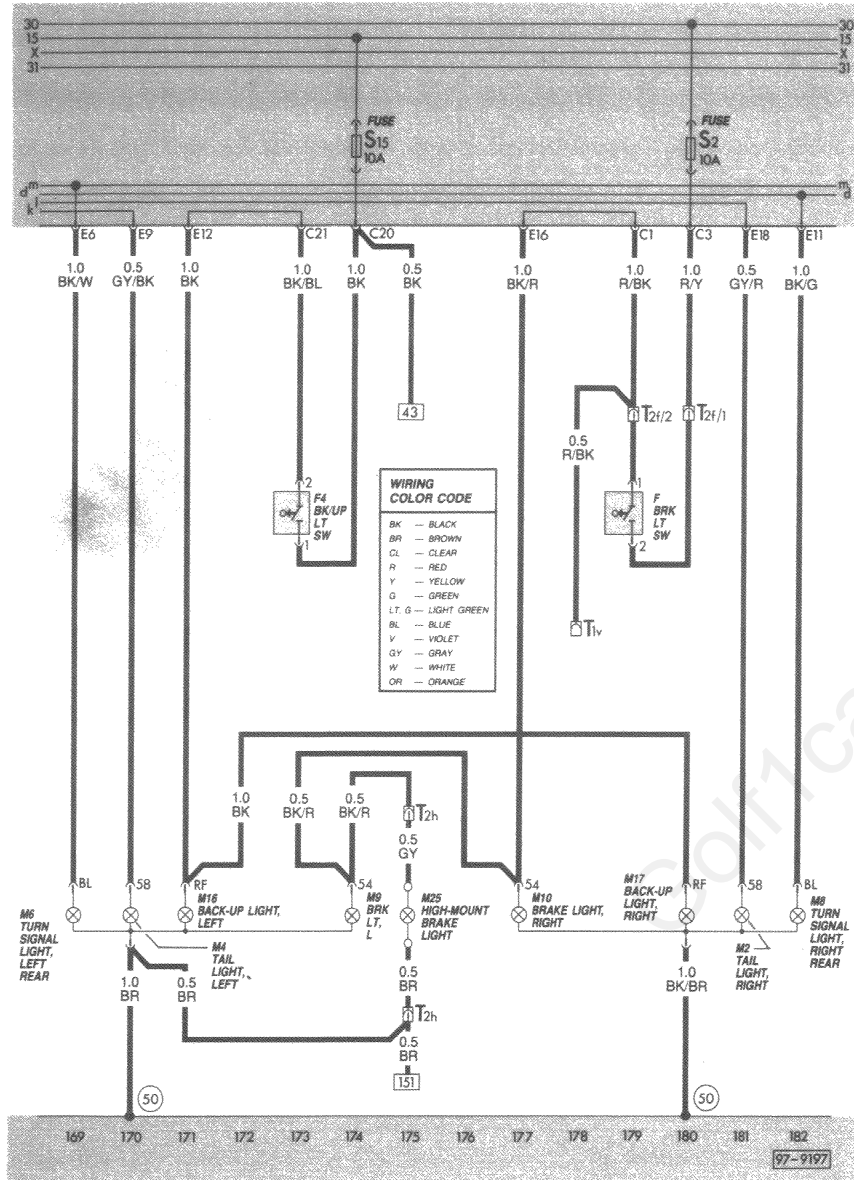 30 30
15 15
X X
31 31
FUSE
S15
10A
FUSE
S2
10A
m m
d d
l
k
E6 E9 E12 C21 C20 E16 C1 C3 E18 E11
1.0 0.5 1.0 1.0 1.0 0.5 1.0 1.0 1.0 0.5 1.0
BK/W GY/BK BK BK/BL BK BK BK/R R/BK R/Y GY/R BK/G
43
T2f/2 T2f/1
0.5
R/BK
2
F4
BK/UP
LT
SW
1
1
F
BRK
LT
SW
2
T1v
WIRING
COLOR CODE
BK — BLACK
BR — BROWN
CL — CLEAR
R — RED
Y — YELLOW
G — GREEN
LT. G — LIGHT GREEN
BL — BLUE
V — VIOLET
GY — GRAY
W — WHITE
OR — ORANGE
1.0 0.5 0.5
BK BK/R BK/R
T2h
0.5
GY
BL 58 RF 54 54 RF 58 BL
M6
TURN
SIGNAL
LIGHT,
LEFT
REAR
M4
TAIL
LIGHT,
LEFT
M16
BACK-UP LIGHT,
LEFT
M9
BRK
LT,
L
M25
HIGH-MOUNT
BRAKE
LIGHT
M10
BRAKE LIGHT,
RIGHT
M17
BACK-UP
LIGHT,
RIGHT
M2
TAIL
LIGHT,
RIGHT
M8
TURN
SIGNAL
LIGHT,
RIGHT
REAR
1.0 0.5 0.5 1.0
BR BR BR BK/BR
T2h
0.5
BR
151
50 50
169 170 171 172 173 174 175 176 177 178 179 180 181 182
97-9197
Golf1ca